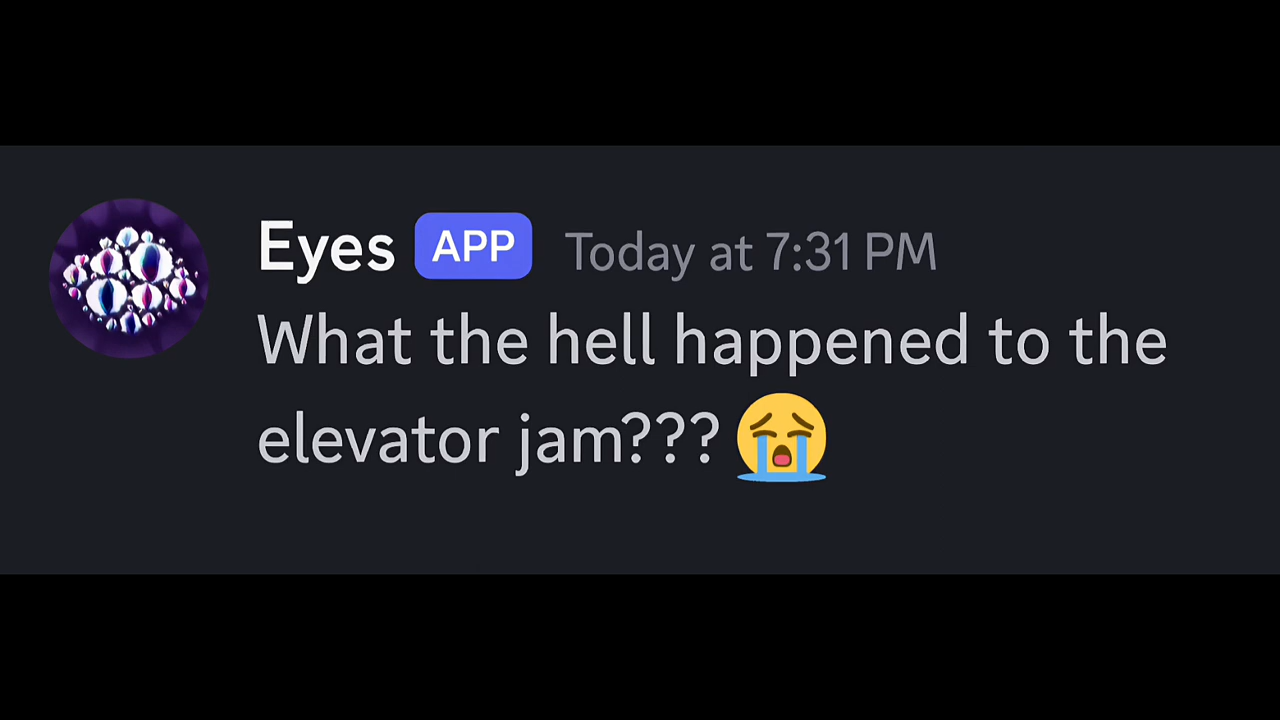 Eyes APP Today at 7:31 PM
What the hell happened to the
elevator jam??? 😭